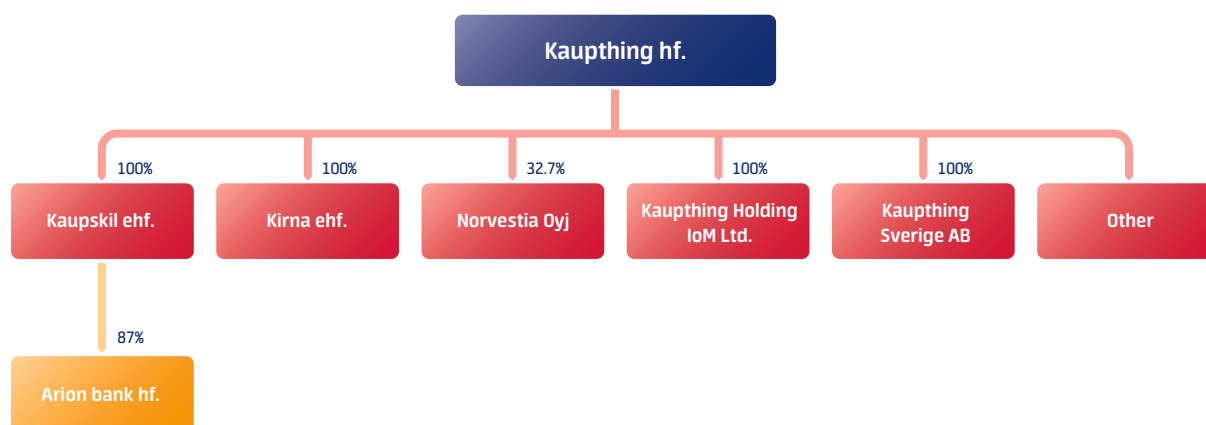 Kaupthing hf.
100%
100%
32.7%
100%
100%
Kaupskil ehf.
Kirna ehf.
Norvestia Oyj
Kaupthing Holding
IoM Ltd.
Kaupthing
Sverige AB
Other
87%
Arion bank hf.